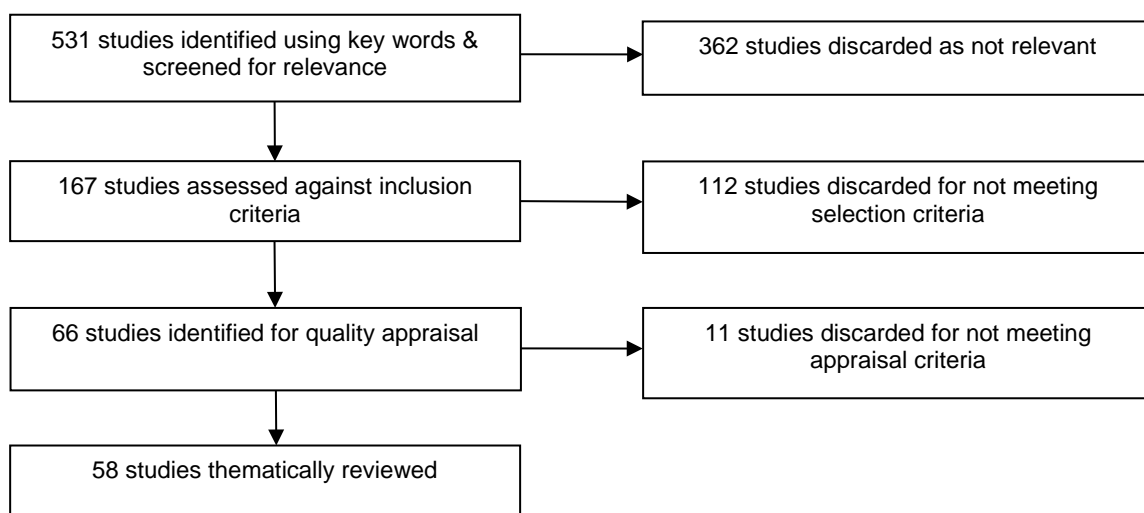 531 studies identified using key words &
screened for relevance
362 studies discarded as not relevant
167 studies assessed against inclusion
criteria
112 studies discarded for not meeting
selection criteria
66 studies identified for quality appraisal
11 studies discarded for not meeting
appraisal criteria
58 studies thematically reviewed